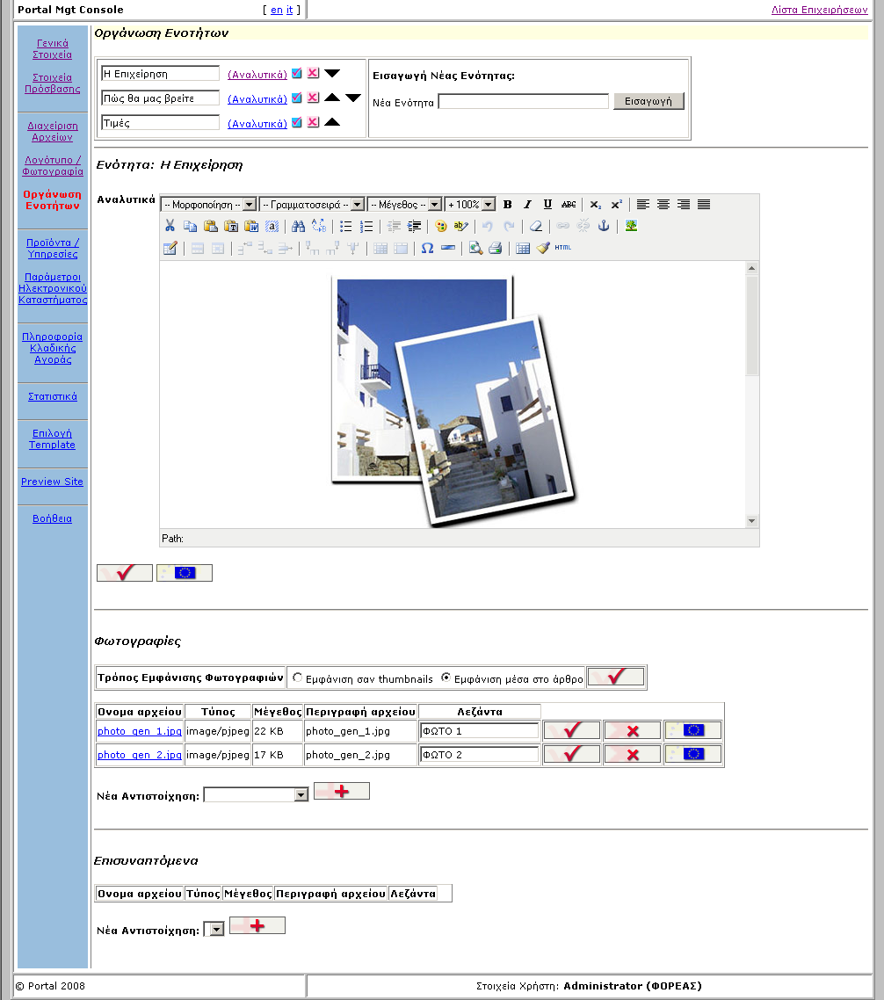 Portal Mgt Console
[ en it ]
Λίστα Επιχειρήσεων
Γενικά
Στοιχεία
Στοιχεία
Πρόσβασης
Διαχείριση
Αρχείων
Λογότυπο /
Φωτογραφία
Οργάνωση
Ενοτήτων
Προϊόντα /
Υπηρεσίες
Παράμετροι
Ηλεκτρονικού
Καταστήματος
Πληροφορία
Κλαδικής
Αγοράς
Στατιστικά
Επιλογή
Template
Preview Site
Βοήθεια
Οργάνωση Ενοτήτων
Η Επιχείρηση (Αναλυτικά)
Πώς θα μας βρείτε (Αναλυτικά)
Τιμές (Αναλυτικά)
Εισαγωγή Νέας Ενότητας:
Νέα Ενότητα Εισαγωγή
Ενότητα: Η Επιχείρηση
Αναλυτικά
-- Μορφοποίηση -- -- Γραμματοσειρά -- -- Μέγεθος -- + 100% B I U ABC x₂ x²
HTML
Path:
Φωτογραφίες
Τρόπος Εμφάνισης Φωτογραφιών Εμφάνιση σαν thumbnails Εμφάνιση μέσα στο άρθρο
Ονομα αρχείου Τύπος Μέγεθος Περιγραφή αρχείου Λεζάντα
photo_gen_1.jpg image/pjpeg 22 KB photo_gen_1.jpg ΦΩΤΟ 1
photo_gen_2.jpg image/pjpeg 17 KB photo_gen_2.jpg ΦΩΤΟ 2
Νέα Αντιστοίχηση:
Επισυναπτόμενα
Ονομα αρχείου Τύπος Μέγεθος Περιγραφή αρχείου Λεζάντα
Νέα Αντιστοίχηση:
© Portal 2008
Στοιχεία Χρήστη: Administrator (ΦΟΡΕΑΣ)